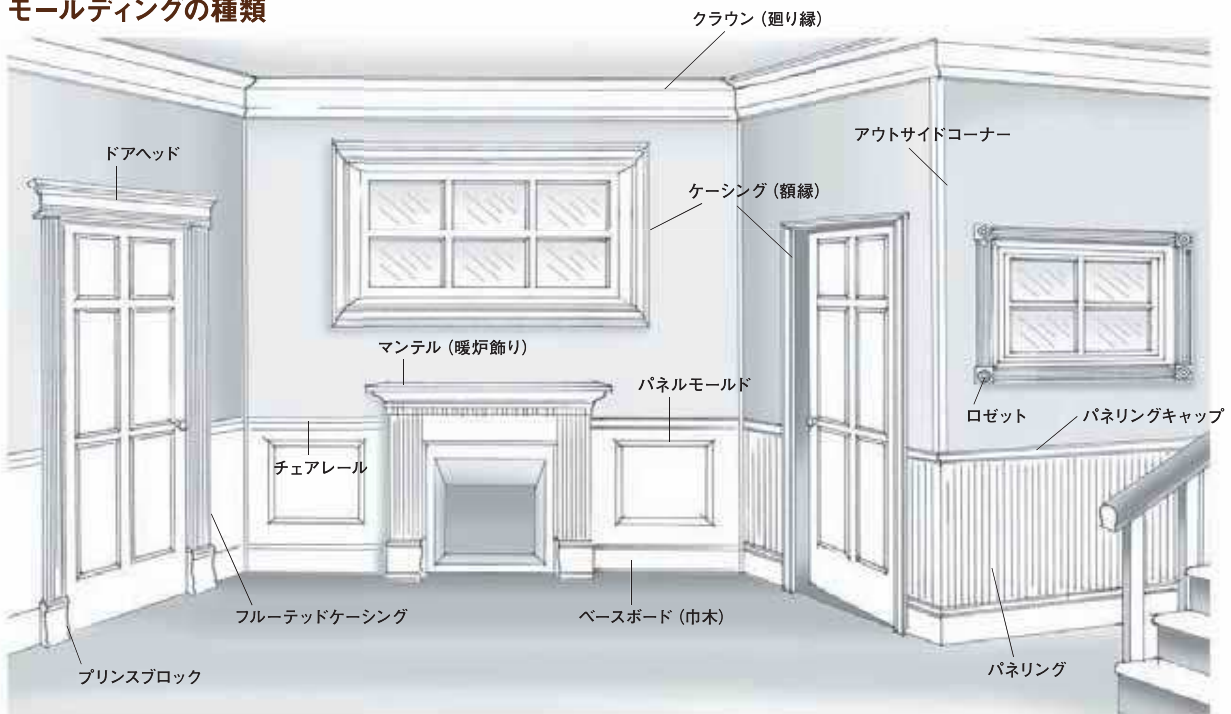 モールディングの種類
クラウン（廻り縁）
アウトサイドコーナー
ドアヘッド
ケーシング（額縁）
マンテル（暖炉飾り）
パネルモールド
ロゼット
パネリングキャップ
チェアレール
フルーテッドケーシング
ベースボード（巾木）
パネリング
プリンスブロック